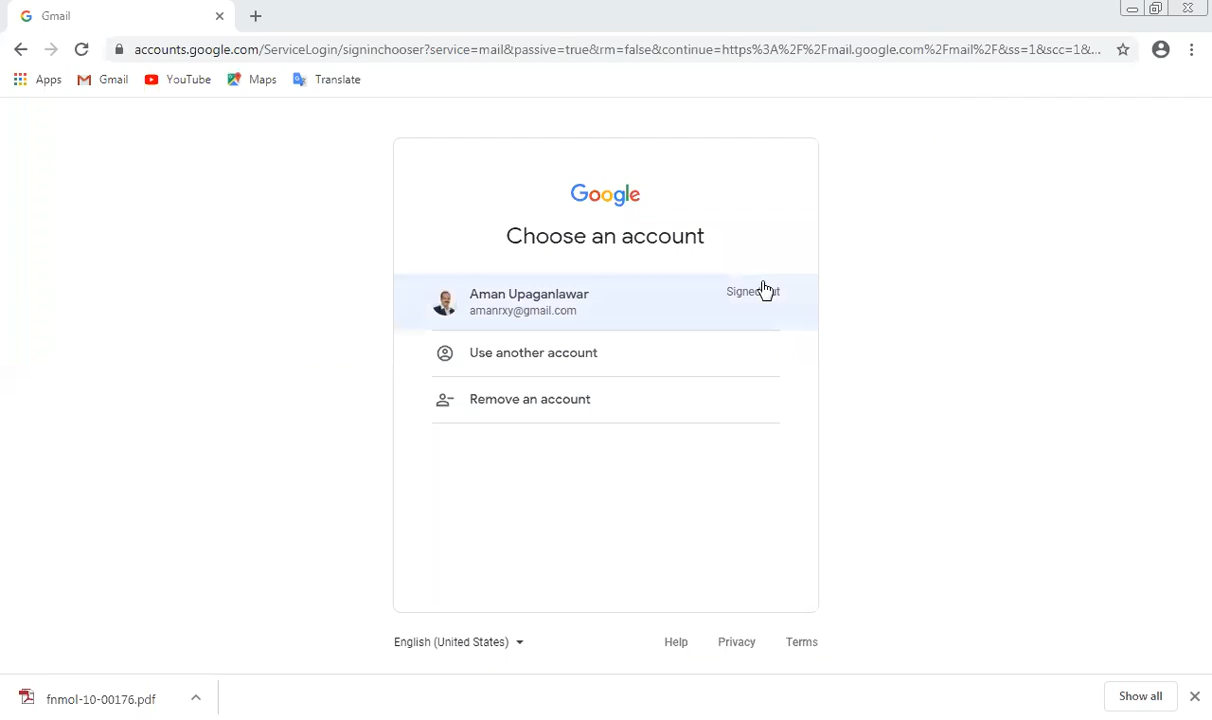 Gmail
accounts.google.com/ServiceLogin/signinchooser?service=mail&passive=true&rm=false&continue=https%3A%2F%2Fmail.google.com%2Fmail%2F&ss=1&scc=1&...
Apps Gmail YouTube Maps Translate
Google
Choose an account
Aman Upaganlawar
amanrxy@gmail.com
Use another account
Remove an account
English (United States) Help Privacy Terms
fnmol-10-00176.pdf Show all